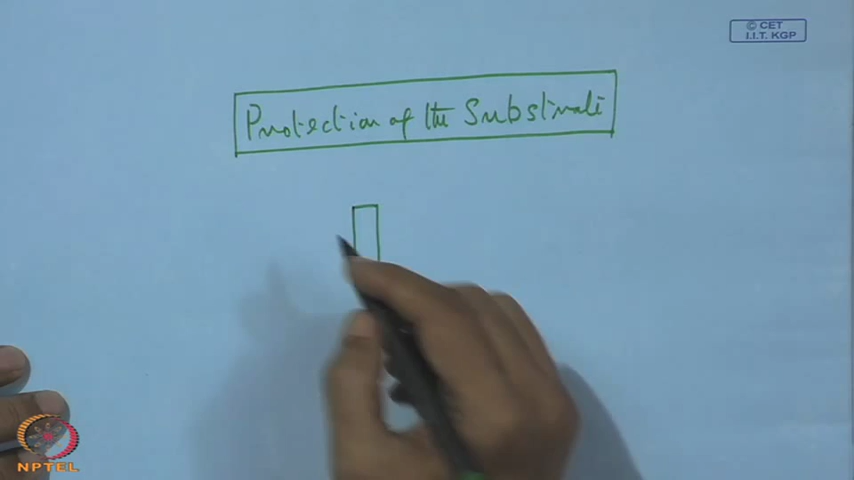 © CET
I.I.T. KGP
Protection of the Substrate
NPTEL